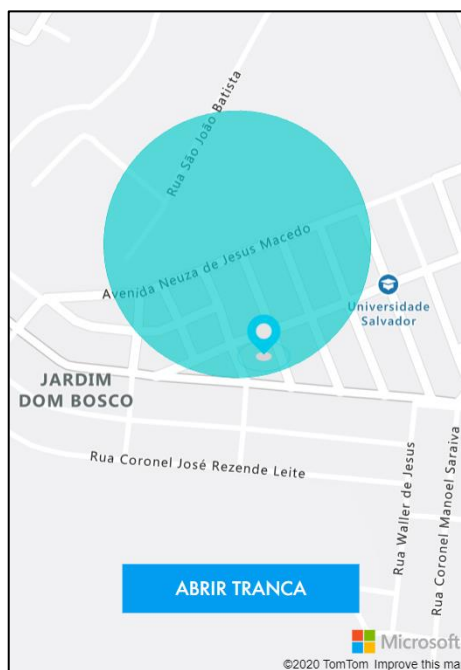 Rua São João Batista
Avenida Neuza de Jesus Macedo
Universidade
Salvador
JARDIM
DOM BOSCO
Rua Coronel José Rezende Leite
Rua Waller de Jesus
Rua Coronel Manoel Saraiva
ABRIR TRANCA
Microsoft
©2020 TomTom Improve this ma